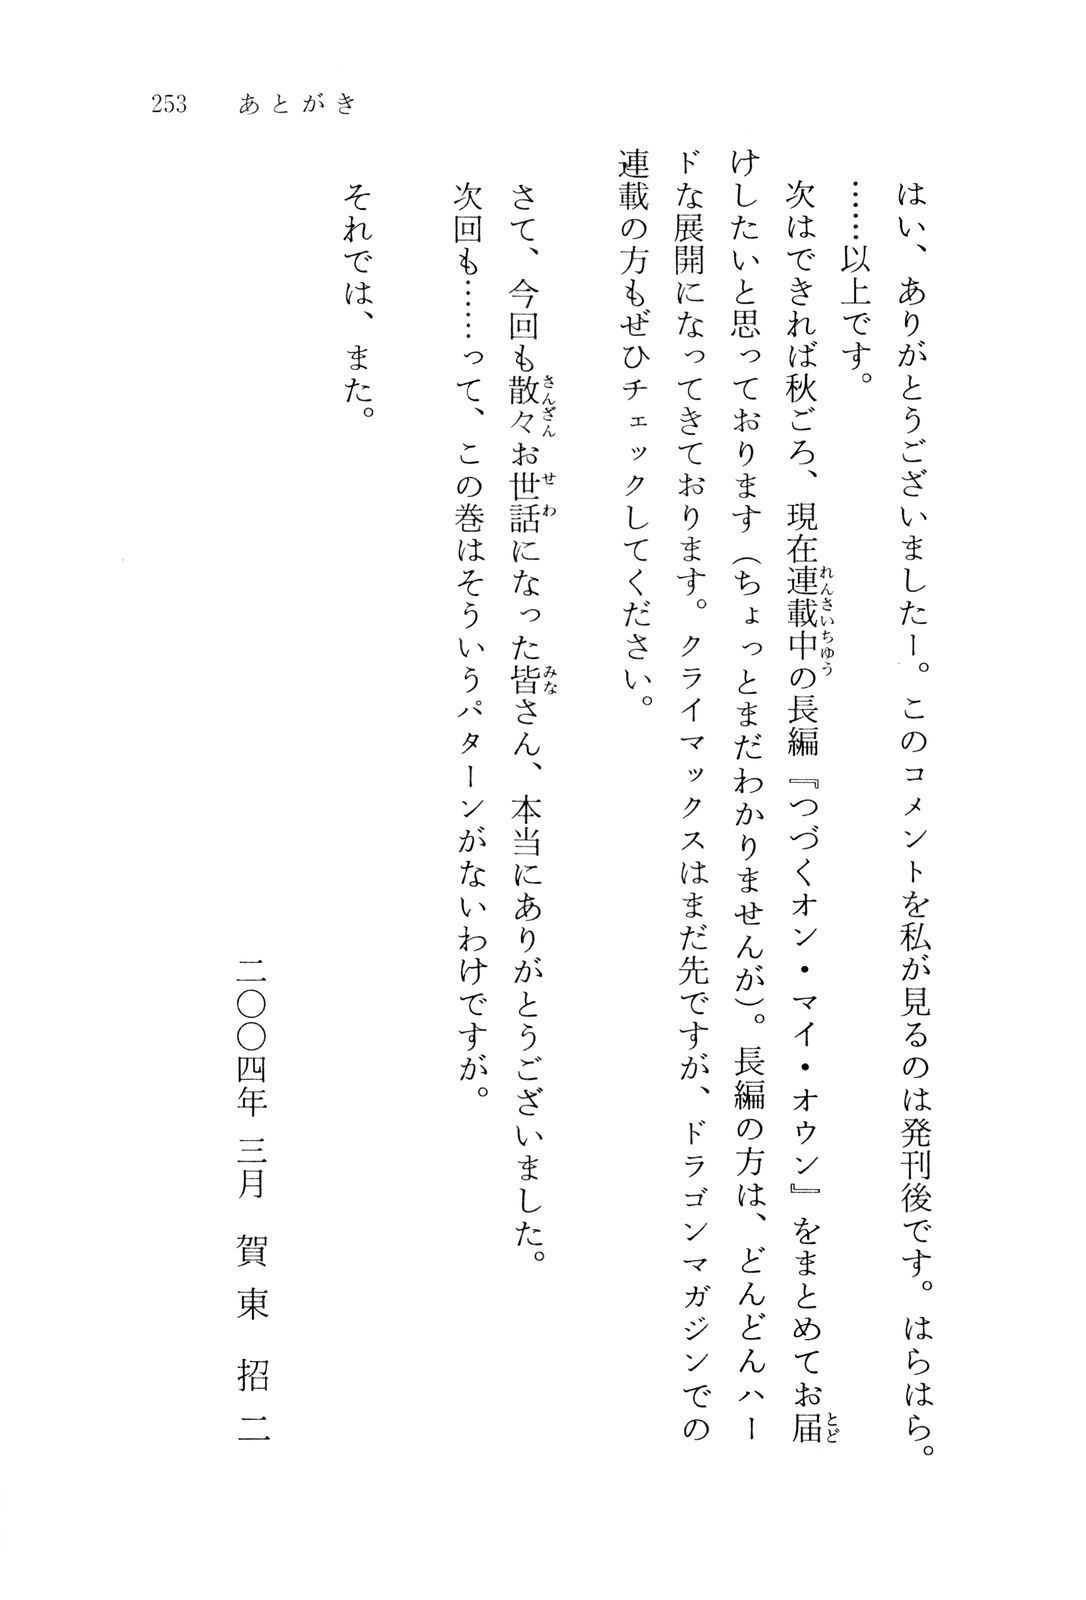 253 あとがき
はい、ありがとうございましたー。このコメントを私が見るのは発刊後です。はらはら。
……以上です。
次はできれば秋ごろ、現在連載中の長編『つづくオン・マイ・オウン』をまとめてお届
けしたいと思っております（ちょっとまだわかりませんが）。長編の方は、どんどんハー
ドな展開になってきております。クライマックスはまだ先ですが、ドラゴンマガジンでの
連載の方もぜひチェックしてください。
さて、今回も散々お世話になった皆さん、本当にありがとうございました。
次回も……って、この巻はそういうパターンがないわけですが。
それでは、また。
二〇〇四年 三月 賀東 招二